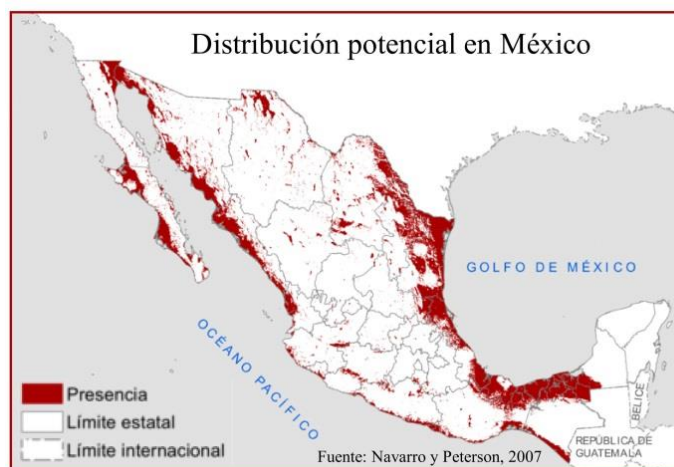 Distribución potencial en México
GOLFO DE MÉXICO
OCÉANO PACÍFICO
BELICE
REPÚBLICA DE
GUATEMALA
Presencia
Límite estatal
Límite internacional
Fuente: Navarro y Peterson, 2007